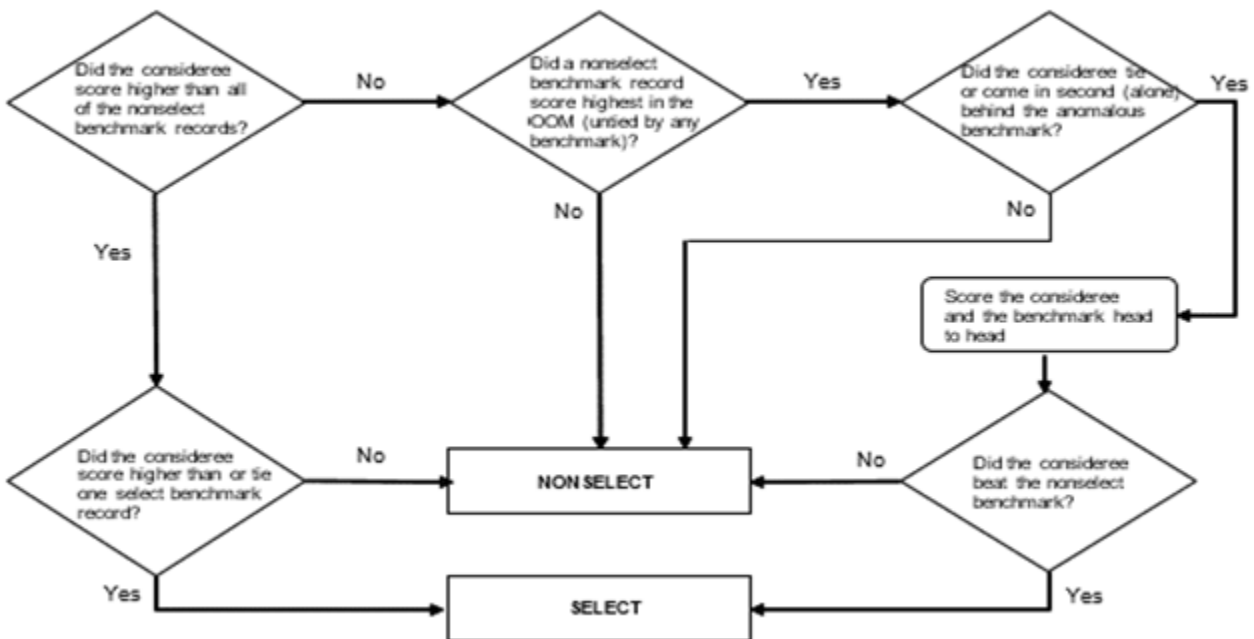 Did the consideree
score higher than all
of the nonselect
benchmark records?
No
Did a nonselect
benchmark record
score highest in the
OOM (untied by any
benchmark)?
Yes
Did the consideree tie
or come in second (alone)
behind the anomalous
benchmark?
Yes
No
No
Yes
Score the consideree
and the benchmark head
to head
Did the consideree
score higher than or tie
one select benchmark
record?
No
NONSELECT
No
Did the consideree
beat the nonselect
benchmark?
Yes
SELECT
Yes